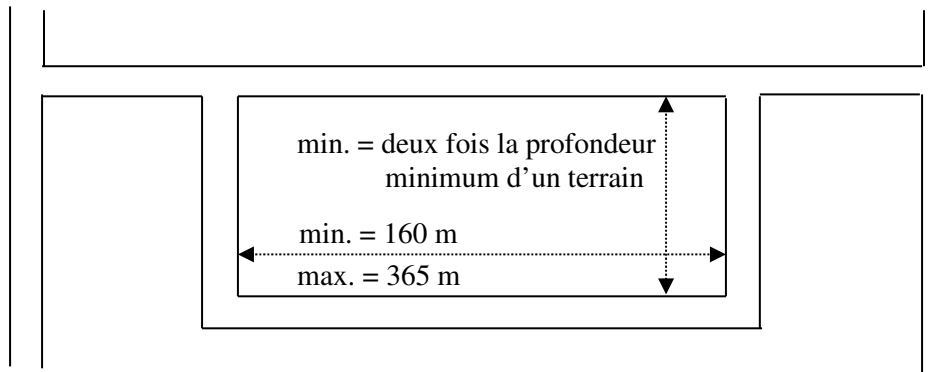 min. = deux fois la profondeur
minimum d’un terrain
min. = 160 m
max. = 365 m